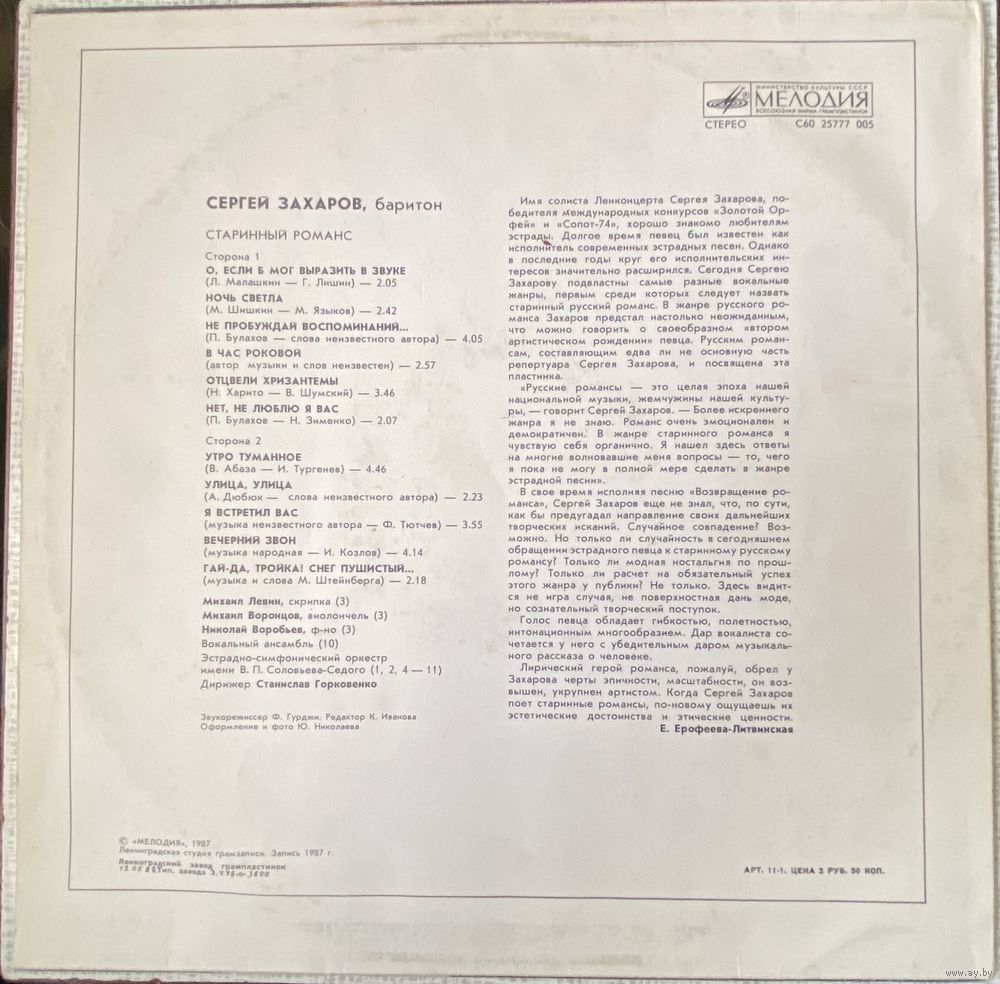 МИНИСТЕРСТВО КУЛЬТУРЫ СССР
МЕЛОДИЯ
ВСЕСОЮЗНАЯ ФИРМА ГРАМПЛАСТИНОК
СТЕРЕО С60 25777 005
СЕРГЕЙ ЗАХАРОВ, баритон
СТАРИННЫЙ РОМАНС
Сторона 1
О, ЕСЛИ Б МОГ ВЫРАЗИТЬ В ЗВУКЕ
(Л. Малашкин — Г. Лишин) — 2.05
НОЧЬ СВЕТЛА
(М. Шишкин — М. Языков) — 2.42
НЕ ПРОБУЖДАЙ ВОСПОМИНАНИЙ...
(П. Булахов — слова неизвестного автора) — 4.05
В ЧАС РОКОВОЙ
(автор музыки и слов неизвестен) — 2.57
ОТЦВЕЛИ ХРИЗАНТЕМЫ
(Н. Харито — В. Шумский) — 3.46
НЕТ, НЕ ЛЮБЛЮ Я ВАС
(П. Булахов — Н. Зименко) — 2.07
Сторона 2
УТРО ТУМАННОЕ
(В. Абаза — И. Тургенев) — 4.46
УЛИЦА, УЛИЦА
(А. Дюбюк — слова неизвестного автора) — 2.23
Я ВСТРЕТИЛ ВАС
(музыка неизвестного автора — Ф. Тютчев) — 3.55
ВЕЧЕРНИЙ ЗВОН
(музыка народная — И. Козлов) — 4.14
ГАЙ-ДА, ТРОЙКА! СНЕГ ПУШИСТЫЙ...
(музыка и слова М. Штейнберга) — 2.18
Михаил Левин, скрипка (3)
Михаил Воронцов, виолончель (3)
Николай Воробьев, ф-но (3)
Вокальный ансамбль (10)
Эстрадно-симфонический оркестр
имени В. П. Соловьева-Седого (1, 2, 4 — 11)
Дирижер Станислав Горковенко
Звукорежиссер Ф. Гурджи. Редактор К. Иванова
Оформление и фото Ю. Николаева
Имя солиста Ленконцерта Сергея Захарова, по-
бедителя международных конкурсов «Золотой Ор-
фей» и «Сопот-74», хорошо знакомо любителям
эстрады. Долгое время певец был известен как
исполнитель современных эстрадных песен. Однако
в последние годы круг его исполнительских ин-
тересов значительно расширился. Сегодня Сергею
Захарову подвластны самые разные вокальные
жанры, первым среди которых следует назвать
старинный русский романс. В жанре русского ро-
манса Захаров предстал настолько неожиданным,
что можно говорить о своеобразном «втором
артистическом рождении» певца. Русским роман-
сам, составляющим едва ли не основную часть
репертуара Сергея Захарова, и посвящена эта
пластинка.
«Русские романсы — это целая эпоха нашей
национальной музыки, жемчужины нашей культу-
ры, — говорит Сергей Захаров. — Более искреннего
жанра я не знаю. Романс очень эмоционален и
демократичен. В жанре старинного романса я
чувствую себя органично. Я нашел здесь ответы
на многие волновавшие меня вопросы — то, чего
я пока не могу в полной мере сделать в жанре
эстрадной песни».
В свое время исполняя песню «Возвращение ро-
манса», Сергей Захаров еще не знал, что, по сути,
как бы предугадал направление своих дальнейших
творческих исканий. Случайное совпадение? Воз-
можно. Но только ли случайность в сегодняшнем
обращении эстрадного певца к старинному русскому
романсу? Только ли модная ностальгия по прош-
лому? Только ли расчет на обязательный успех
этого жанра у публики? Не только. Здесь видит-
ся не игра случая, не поверхностная дань моде,
но сознательный творческий поступок.
Голос певца обладает гибкостью, полетностью,
интонационным многообразием. Дар вокалиста со-
четается у него с убедительным даром музыкаль-
ного рассказа о человеке.
Лирический герой романса, пожалуй, обрел у
Захарова черты эпичности, масштабности, он воз-
вышен, укрупнен артистом. Когда Сергей Захаров
поет старинные романсы, по-новому ощущаешь их
эстетические достоинства и этические ценности.
Е. Ерофеева-Литвинская
© «МЕЛОДИЯ», 1987
Ленинградская студия грамзаписи. Запись 1987 г.
Ленинградский завод грампластинок
Тип. завода
АРТ. 11-1. ЦЕНА 2 РУБ. 50 КОП.
www.ay.by